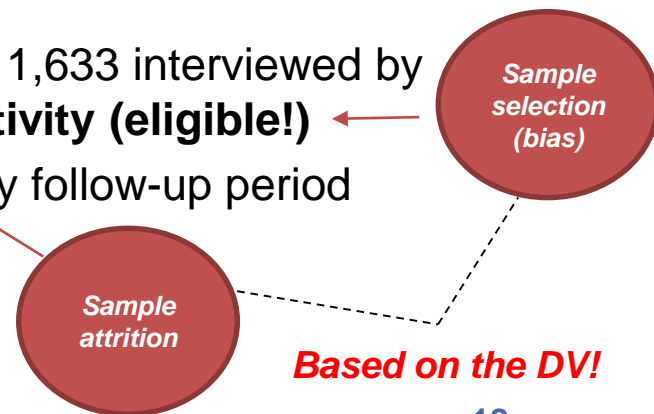 1,633 interviewed by
tivity (eligible!)
y follow-up period
Sample
selection
(bias)
Sample
attrition
Based on the DV!